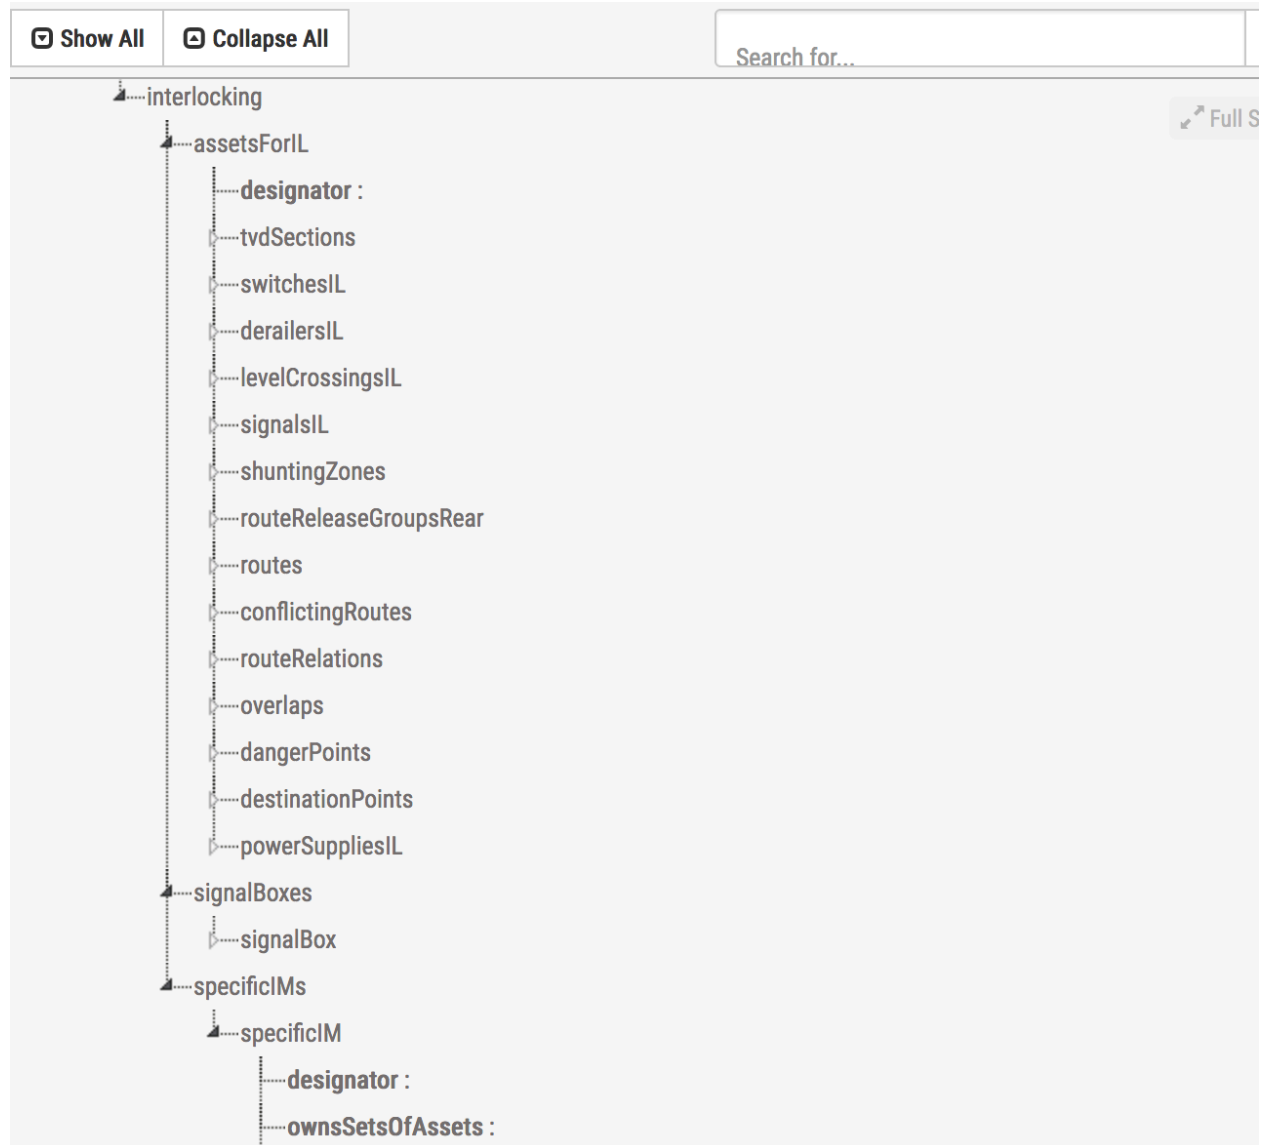 Show All Collapse All Search for...
interlocking
Full S
assetsForIL
designator :
tvdSections
switchesIL
derailersIL
levelCrossingsIL
signalsIL
shuntingZones
routeReleaseGroupsRear
routes
conflictingRoutes
routeRelations
overlaps
dangerPoints
destinationPoints
powerSuppliesIL
signalBoxes
signalBox
specificIMs
specificIM
designator :
ownsSetsOfAssets :